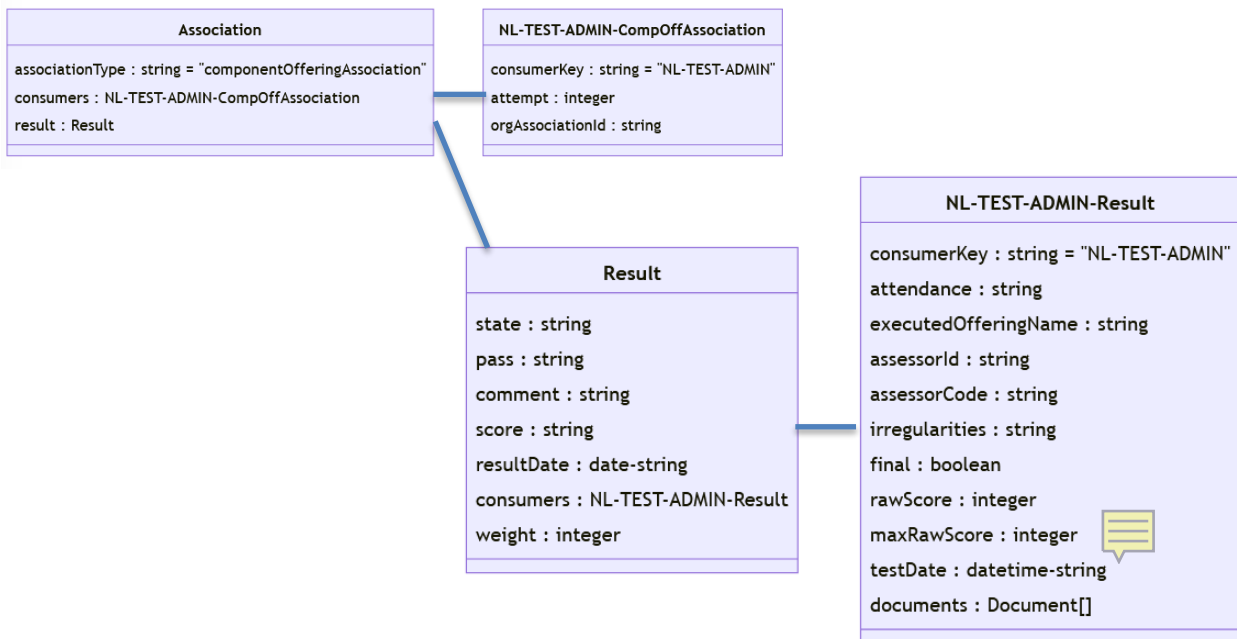 Association
associationType : string = "componentOfferingAssociation"
consumers : NL-TEST-ADMIN-CompOffAssociation
result : Result
NL-TEST-ADMIN-CompOffAssociation
consumerKey : string = "NL-TEST-ADMIN"
attempt : integer
orgAssociationId : string
Result
state : string
pass : string
comment : string
score : string
resultDate : date-string
consumers : NL-TEST-ADMIN-Result
weight : integer
NL-TEST-ADMIN-Result
consumerKey : string = "NL-TEST-ADMIN"
attendance : string
executedOfferingName : string
assessorId : string
assessorCode : string
irregularities : string
final : boolean
rawScore : integer
maxRawScore : integer
testDate : datetime-string
documents : Document[]